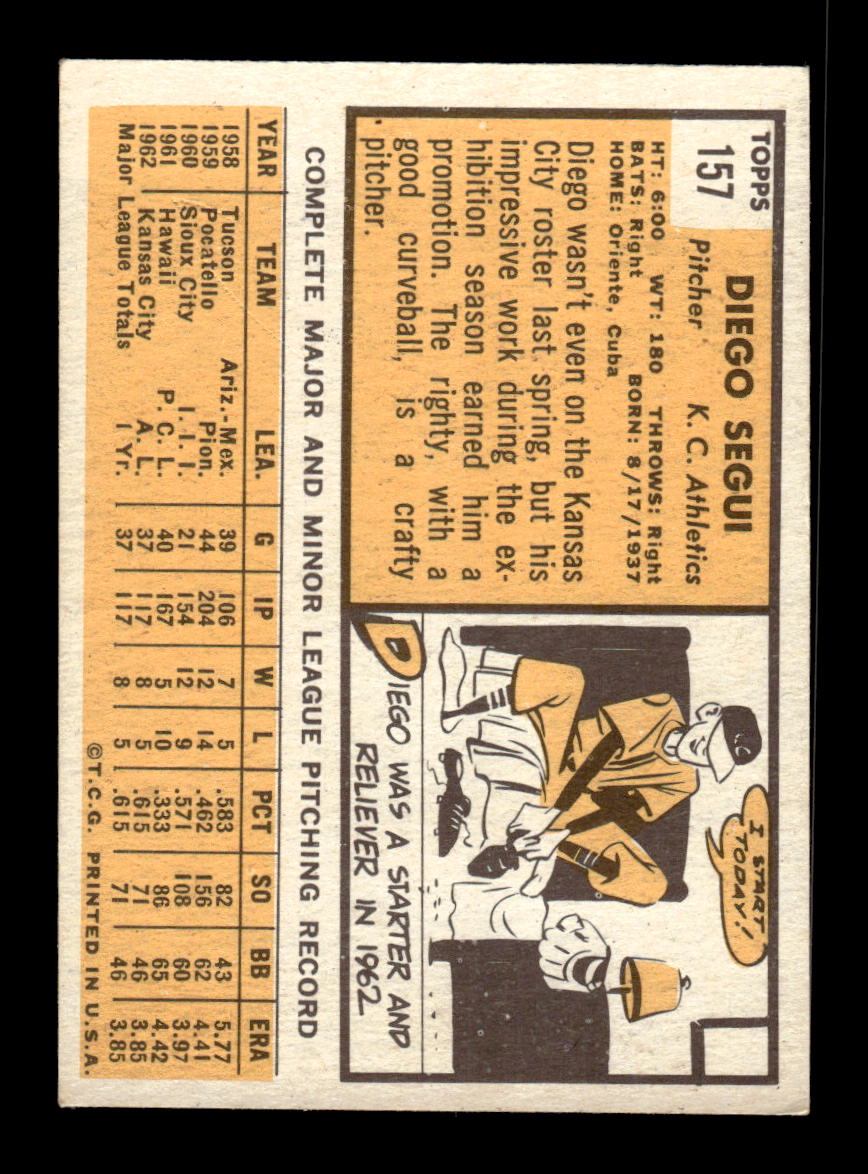 TOPPS
157
DIEGO SEGUI
Pitcher K. C. Athletics
HT: 6:00 WT: 180 THROWS: Right
BATS: Right BORN: 8/17/1937
HOME: Oriente, Cuba
Diego wasn't even on the Kansas
City roster last spring, but his
impressive work during the ex-
hibition season earned him a
promotion. The righty, with a
good curveball, is a crafty
pitcher.
I START
TODAY!
DIEGO WAS A STARTER AND
RELIEVER IN 1962
COMPLETE MAJOR AND MINOR LEAGUE PITCHING RECORD
YEAR TEAM LEA. G IP W L PCT SO BB ERA
1958 Tucson Ariz.-Mex. 39 106 7 5 .583 82 43 5.77
1959 Pocatello Pion. 44 204 12 14 .462 156 62 4.41
1960 Sioux City I. I. I. 21 154 12 9 .571 108 60 3.97
1961 Hawaii P. C. L. 40 167 5 10 .333 86 65 4.42
1962 Kansas City A. L. 37 117 8 5 .615 71 46 3.85
Major League Totals 1 Yr. 37 117 8 5 .615 71 46 3.85
©T.C.G. PRINTED IN U.S.A.